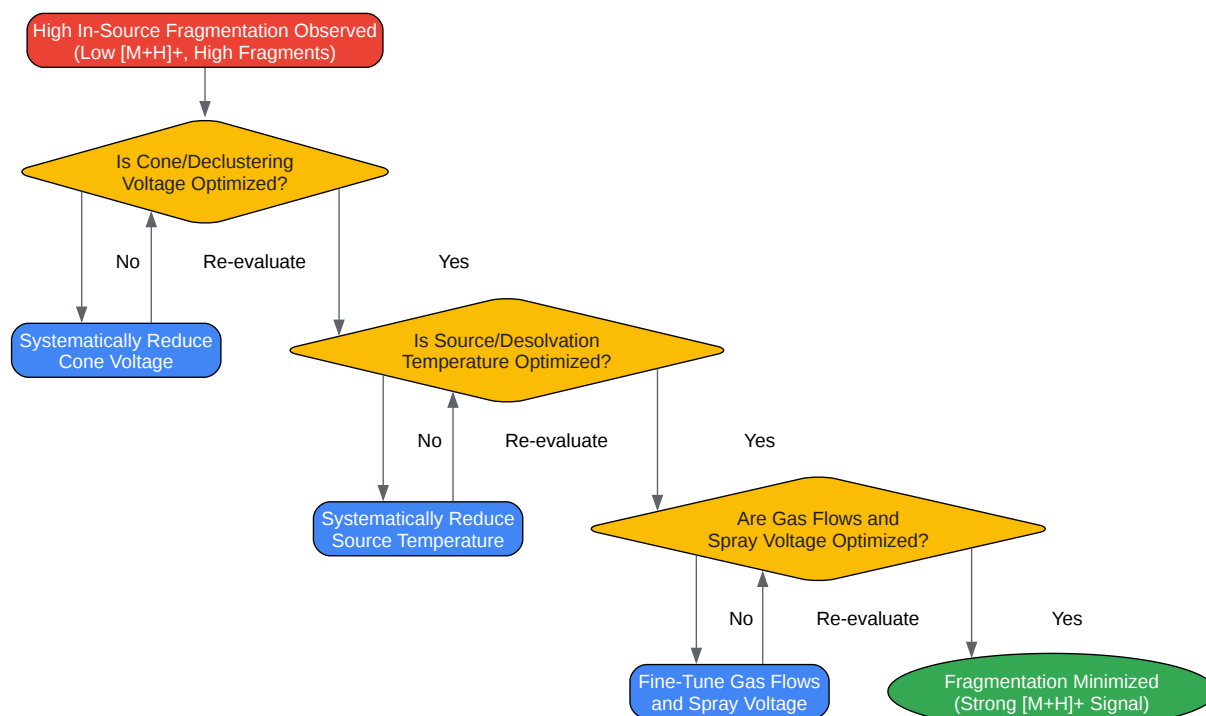 High In-Source Fragmentation Observed
(Low [M+H]+, High Fragments)
Is Cone/Declustering
Voltage Optimized?
No
Re-evaluate
Yes
Systematically Reduce
Cone Voltage
Is Source/Desolvation
Temperature Optimized?
No
Re-evaluate
Yes
Systematically Reduce
Source Temperature
Are Gas Flows and
Spray Voltage Optimized?
No
Re-evaluate
Yes
Fine-Tune Gas Flows
and Spray Voltage
Fragmentation Minimized
(Strong [M+H]+ Signal)